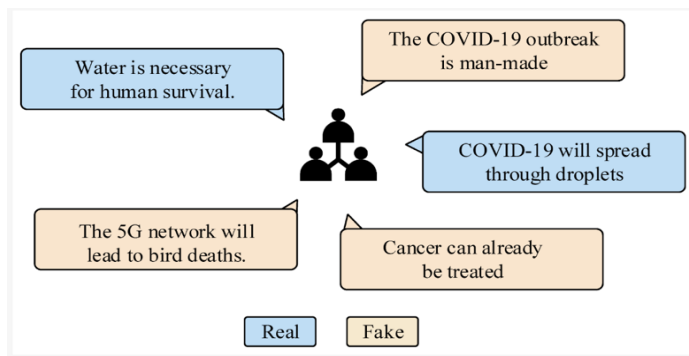 Water is necessary
for human survival.
The COVID-19 outbreak
is man-made
COVID-19 will spread
through droplets
The 5G network will
lead to bird deaths.
Cancer can already
be treated
Real
Fake